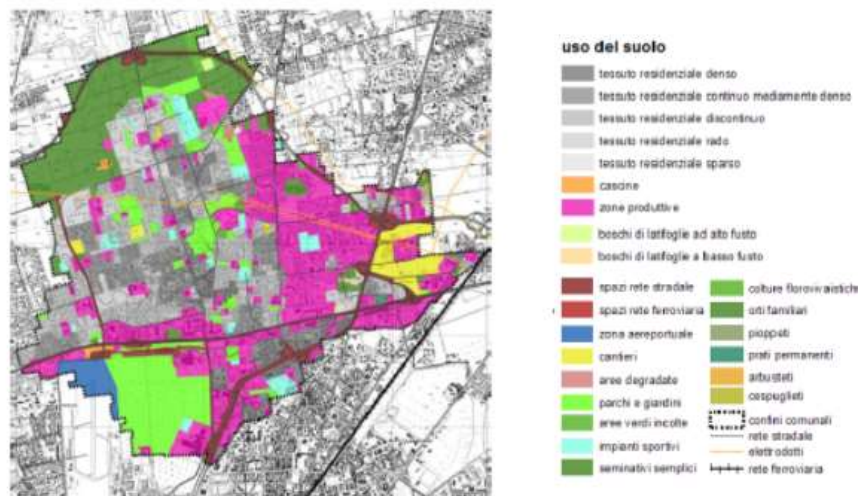 uso del suolo
tessuto residenziale denso
tessuto residenziale continuo mediamente denso
tessuto residenziale discontinuo
tessuto residenziale rado
tessuto residenziale sparso
cascine
zone produttive
boschi di latifoglie ad alto fusto
boschi di latifoglie a basso fusto
spazi rete stradale
spazi rete ferroviaria
zona aereportuale
cantieri
aree degradate
parchi e giardini
aree verdi incolte
impianti sportivi
seminativi semplici
colture florovivaistich
orti familiari
pioppeti
prati permanenti
arbusteti
cespuglieti
confini comunali
rete stradale
elettrodotti
rete ferroviaria